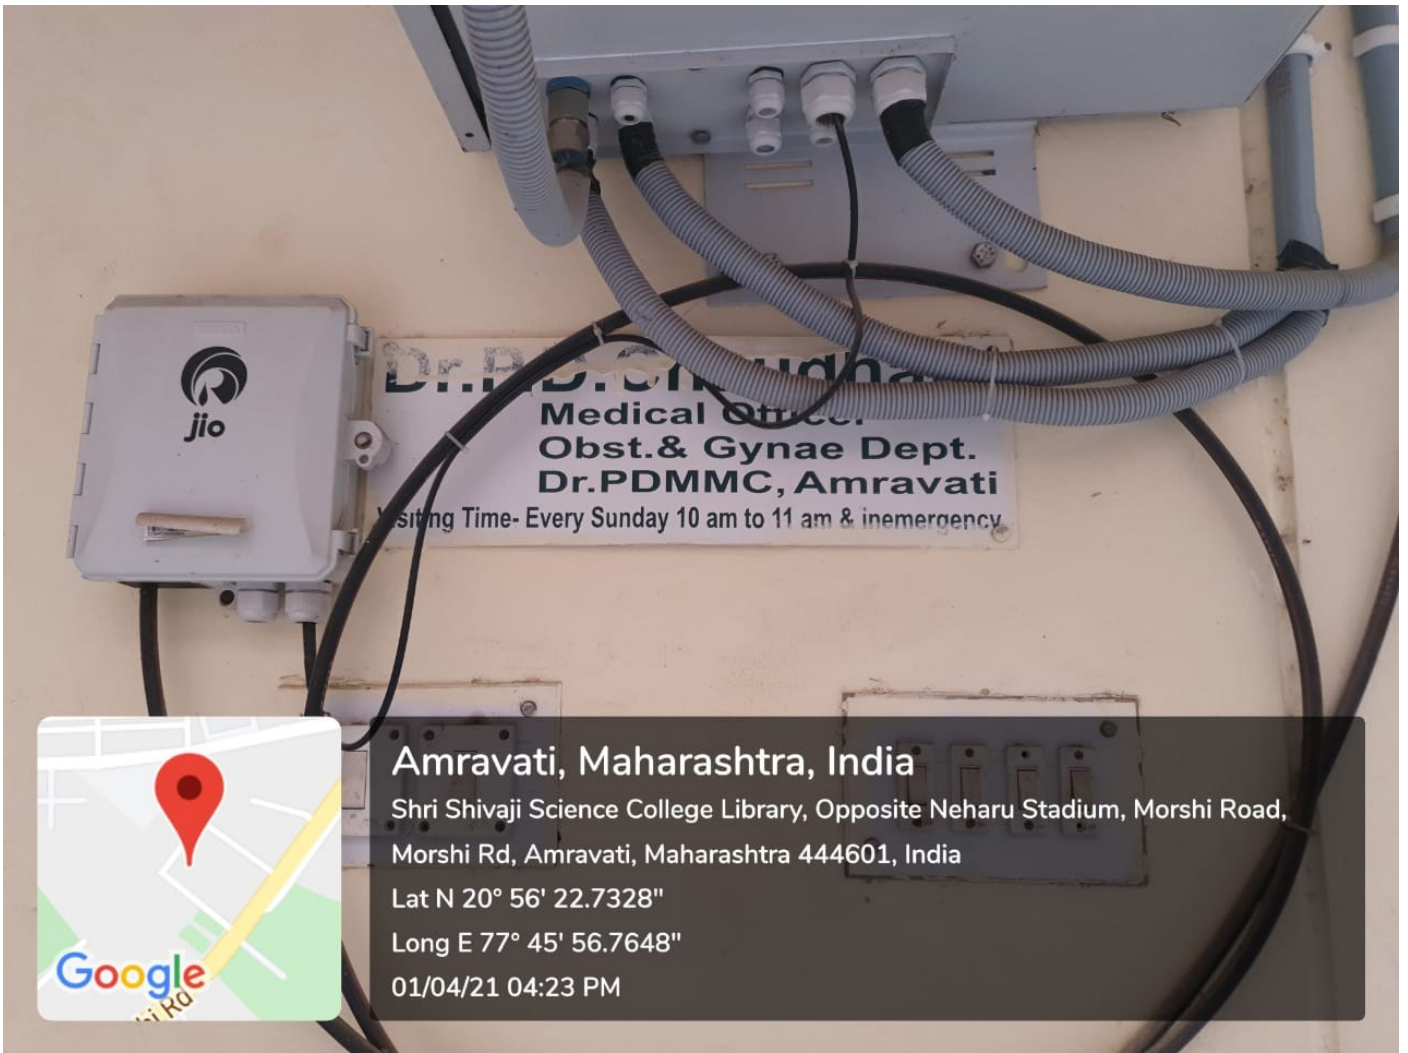 jio
Medical Officer
Obst.& Gynae Dept.
Dr.PDMMC, Amravati
Visiting Time- Every Sunday 10 am to 11 am & inemergency
Amravati, Maharashtra, India
Shri Shivaji Science College Library, Opposite Neharu Stadium, Morshi Road,
Morshi Rd, Amravati, Maharashtra 444601, India
Lat N 20° 56' 22.7328"
Long E 77° 45' 56.7648"
01/04/21 04:23 PM
Google